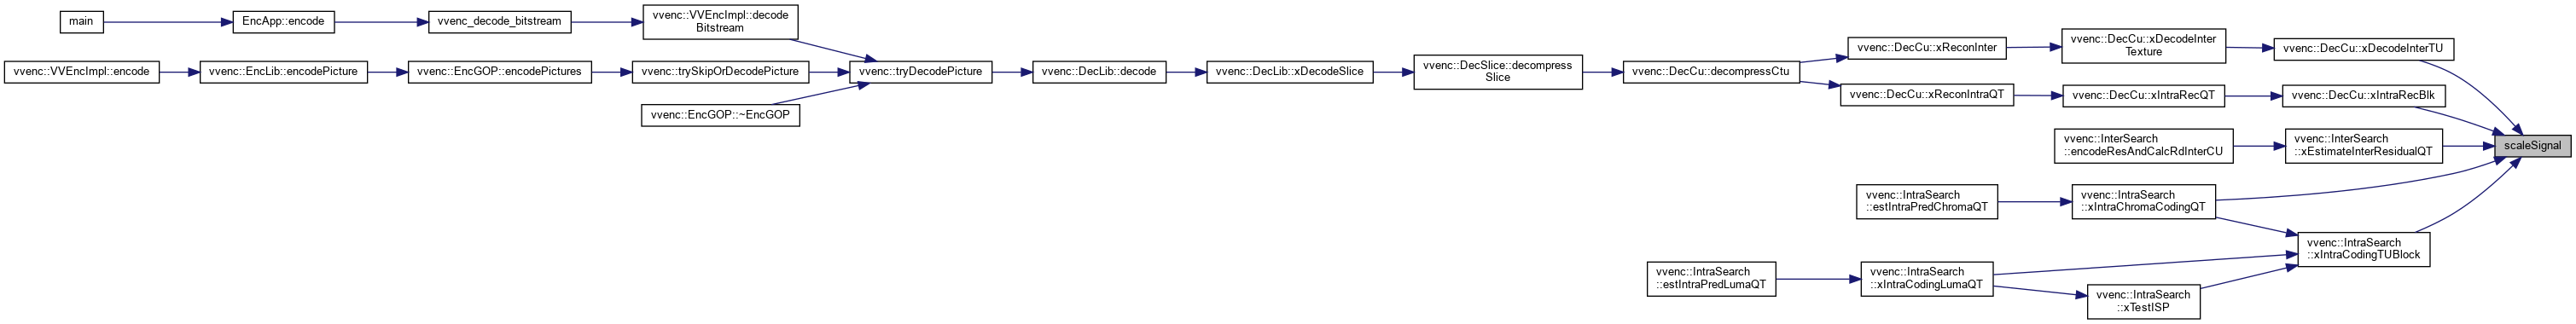 main
EncApp::encode
vvenc_decode_bitstream
vvenc::VVEncImpl::decode
Bitstream
vvenc::VVEncImpl::encode
vvenc::EncLib::encodePicture
vvenc::EncGOP::encodePictures
vvenc::trySkipOrDecodePicture
vvenc::EncGOP::~EncGOP
vvenc::tryDecodePicture
vvenc::DecLib::decode
vvenc::DecLib::xDecodeSlice
vvenc::DecSlice::decompress
Slice
vvenc::DecCu::decompressCtu
vvenc::DecCu::xReconInter
vvenc::DecCu::xDecodeInter
Texture
vvenc::DecCu::xDecodeInterTU
vvenc::DecCu::xReconIntraQT
vvenc::DecCu::xIntraRecQT
vvenc::DecCu::xIntraRecBlk
vvenc::InterSearch
::encodeResAndCalcRdInterCU
vvenc::InterSearch
::xEstimateInterResidualQT
scaleSignal
vvenc::IntraSearch
::estIntraPredChromaQT
vvenc::IntraSearch
::xIntraChromaCodingQT
vvenc::IntraSearch
::xIntraCodingTUBlock
vvenc::IntraSearch
::estIntraPredLumaQT
vvenc::IntraSearch
::xIntraCodingLumaQT
vvenc::IntraSearch
::xTestISP